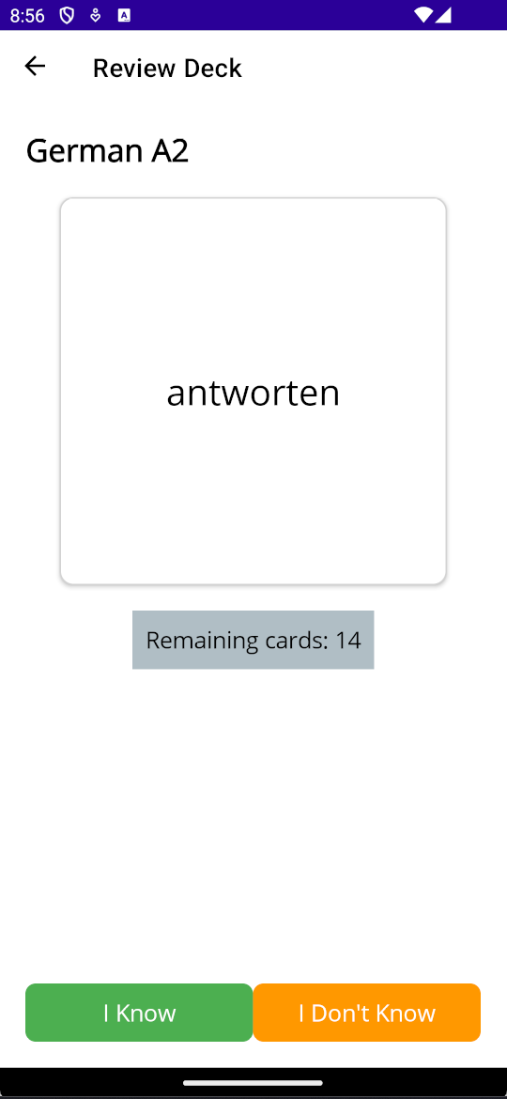 8:56
Review Deck
German A2
antworten
Remaining cards: 14
I Know
I Don't Know